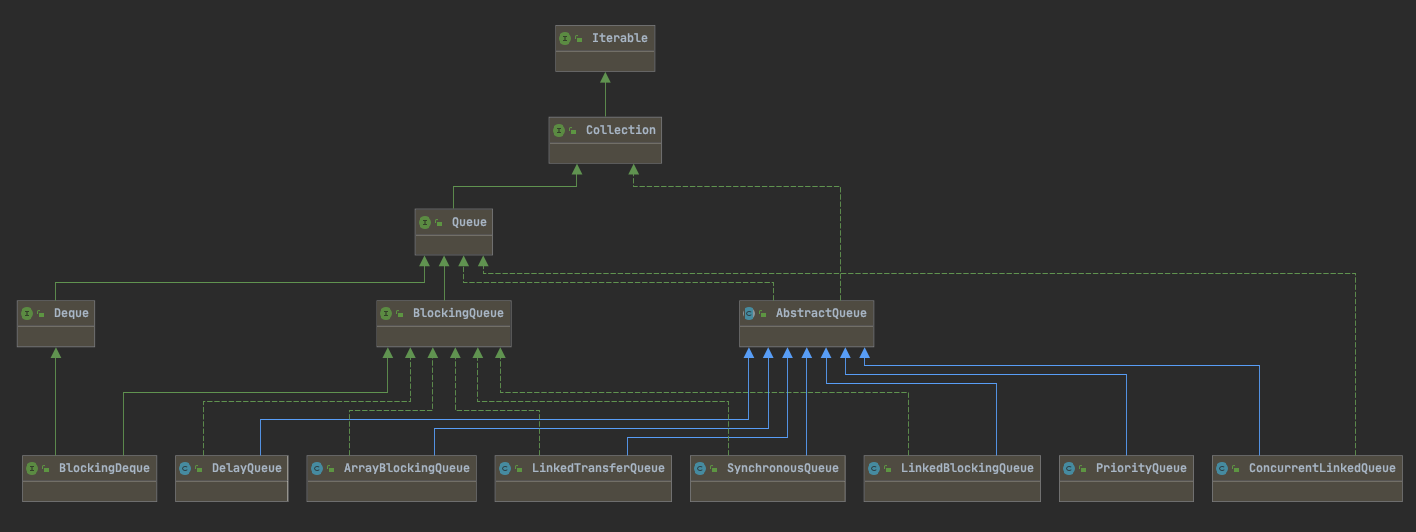 Iterable
Collection
Queue
Deque
BlockingQueue
AbstractQueue
BlockingDeque
DelayQueue
ArrayBlockingQueue
LinkedTransferQueue
SynchronousQueue
LinkedBlockingQueue
PriorityQueue
ConcurrentLinkedQueue